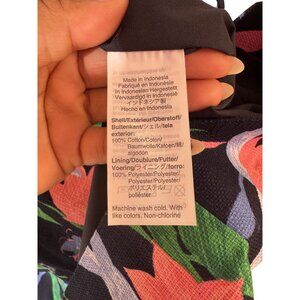 Made in Indonesia
Fabriqué en Indonésie
In Indonesien Hergestellt
Vervaardigd in Indonesië
インドネシア製
Hecho en Indonesia
Shell/Extérieur/Oberstoff/
Buitenkant/シェル/tela
exterior:
100% Cotton/Coton/
Baumwolle/Katoen/綿/
algodón
Lining/Doublure/Futter/
Voering/ライニング/forro:
100% Polyester/Polyester/
Polyester/Polyester/
ポリエステル/
poliéster
Machine wash cold. With
like colors. Non-chlorine